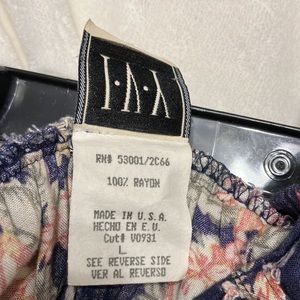 I·V·Y
RN# 53001/2C66
100% RAYON
MADE IN U.S.A.
HECHO EN E.U.
Cut# V0931
L
SEE REVERSE SIDE
VER AL REVERSO